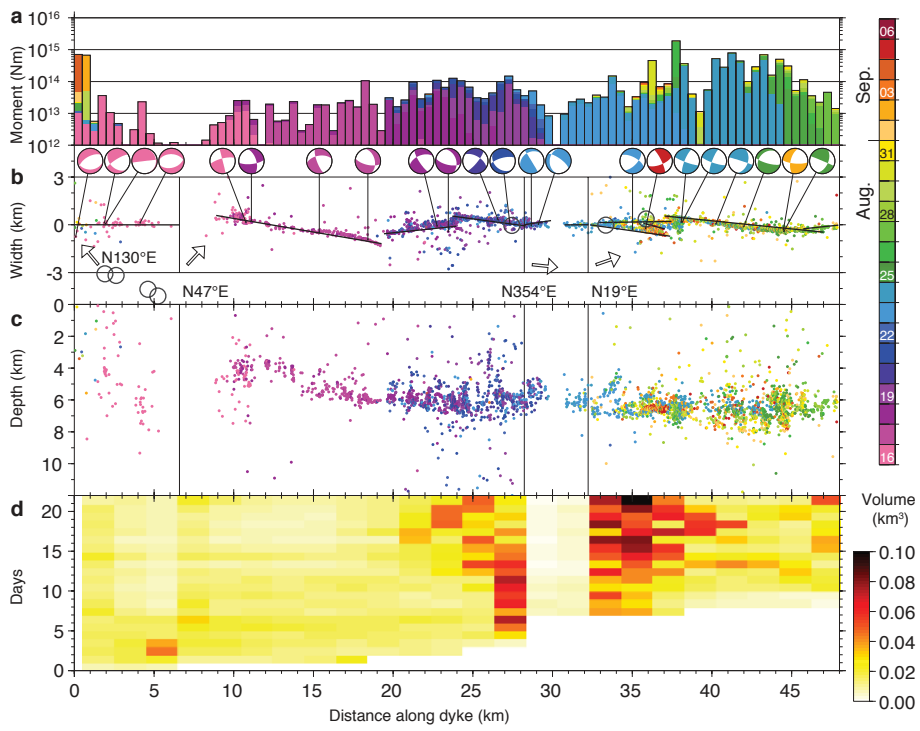 a
Moment (Nm)
10¹⁶
10¹⁵
10¹⁴
10¹³
10¹²
b
Width (km)
3
0
-3
N130°E
N47°E
N354°E
N19°E
c
Depth (km)
0
2
4
6
8
10
d
Days
20
15
10
5
0
0 5 10 15 20 25 30 35 40 45
Distance along dyke (km)
Sep.
Aug.
06
03
31
28
25
22
19
16
Volume
(km³)
0.10
0.08
0.06
0.04
0.02
0.00